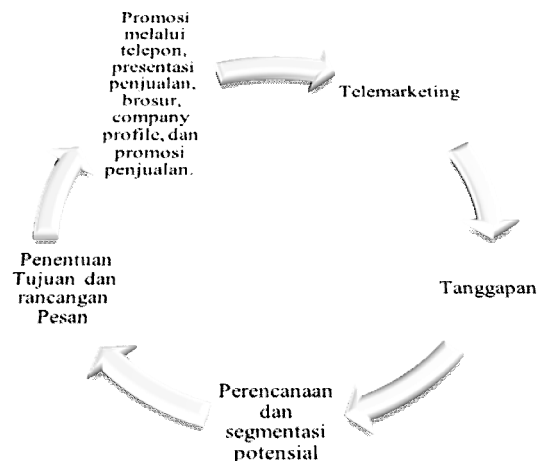 Promosi
melalui
telepon,
presentasi
penjualan,
brosur,
company
profile, dan
promosi
penjualan.
Telemarketing
Tanggapan
Perencanaan
dan
segmentasi
potensial
Penentuan
Tujuan dan
rancangan
Pesan